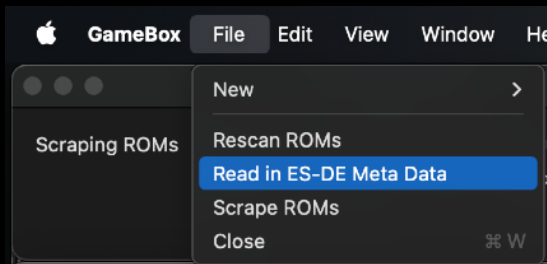 GameBox File Edit View Window
New
Scraping ROMs
Rescan ROMs
Read in ES-DE Meta Data
Scrape ROMs
Close ⌘ W